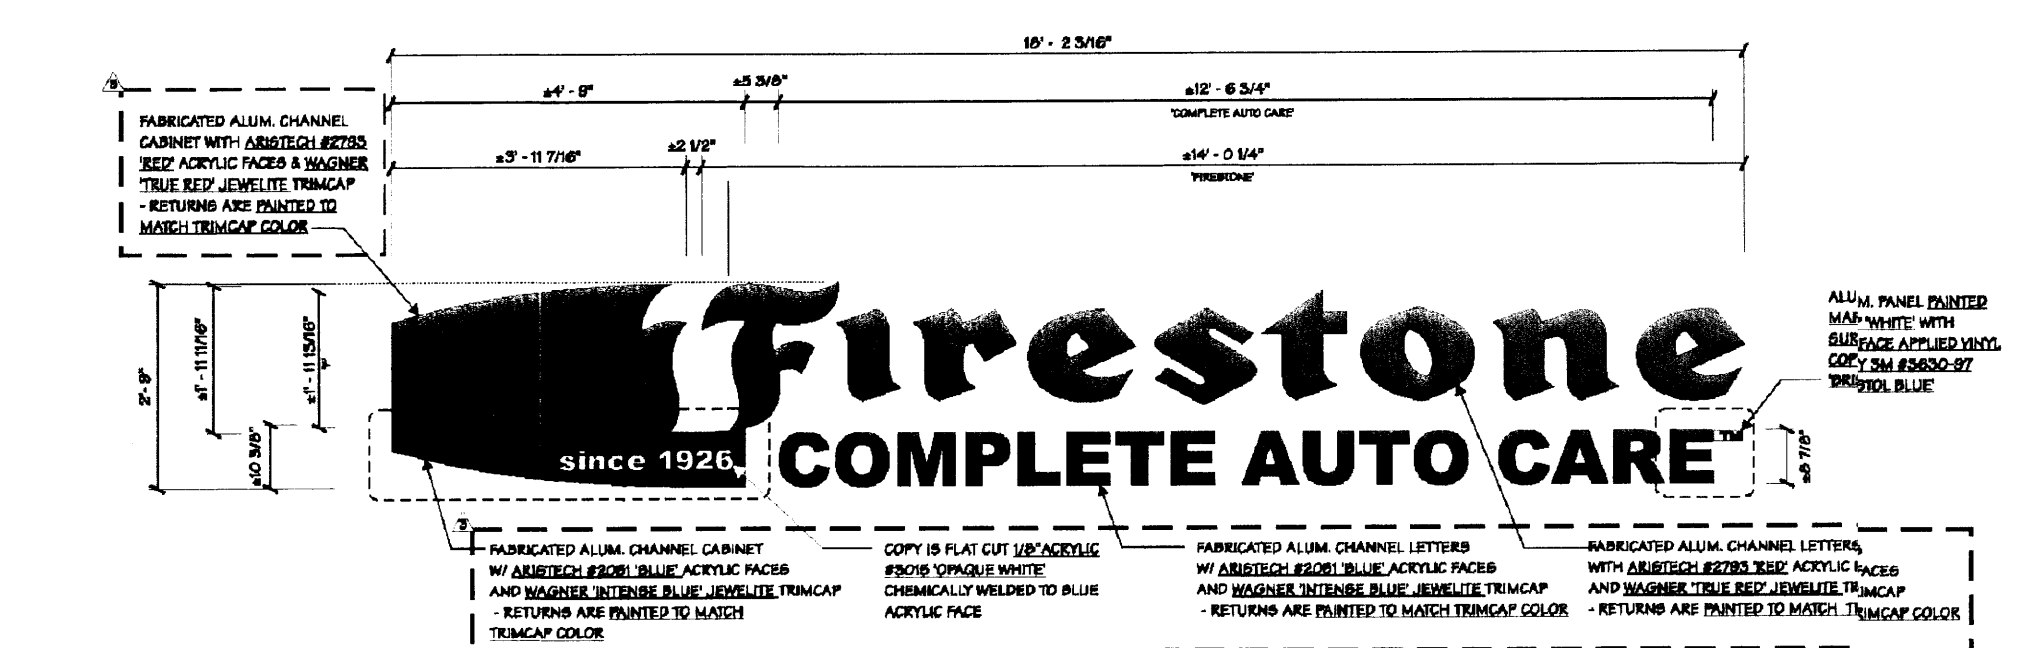 18' - 2 3/16"
±4' - 9"
±5 3/8"
±12' - 6 3/4"
'COMPLETE AUTO CARE'
±3' - 11 7/16"
±2 1/2"
±14' - 0 1/4"
'FIRESTONE'
3
FABRICATED ALUM. CHANNEL
CABINET WITH ARISTECH #2793
'RED' ACRYLIC FACES & WAGNER
'TRUE RED' JEWELITE TRIMCAP
- RETURNS ARE PAINTED TO
MATCH TRIMCAP COLOR
2'- 9"
±1' - 11 11/16"
±1' - 11 15/16"
±10 3/8"
Firestone
since 1926
COMPLETE AUTO CARE™
ALUM. PANEL PAINTED
MAP 'WHITE' WITH
SURFACE APPLIED VINYL
COPY 3M #3630-97
'BRISTOL BLUE'
±8 7/8"
3
FABRICATED ALUM. CHANNEL CABINET
W/ ARISTECH #2051 'BLUE' ACRYLIC FACES
AND WAGNER 'INTENSE BLUE' JEWELITE TRIMCAP
- RETURNS ARE PAINTED TO MATCH
TRIMCAP COLOR
COPY IS FLAT CUT 1/8" ACRYLIC
#3015 'OPAQUE WHITE'
CHEMICALLY WELDED TO BLUE
ACRYLIC FACE
FABRICATED ALUM. CHANNEL LETTERS
W/ ARISTECH #2051 'BLUE' ACRYLIC FACES
AND WAGNER 'INTENSE BLUE' JEWELITE TRIMCAP
- RETURNS ARE PAINTED TO MATCH TRIMCAP COLOR
FABRICATED ALUM. CHANNEL LETTERS,
WITH ARISTECH #2793 'RED' ACRYLIC FACES
AND WAGNER 'TRUE RED' JEWELITE TRIMCAP
- RETURNS ARE PAINTED TO MATCH TRIMCAP COLOR